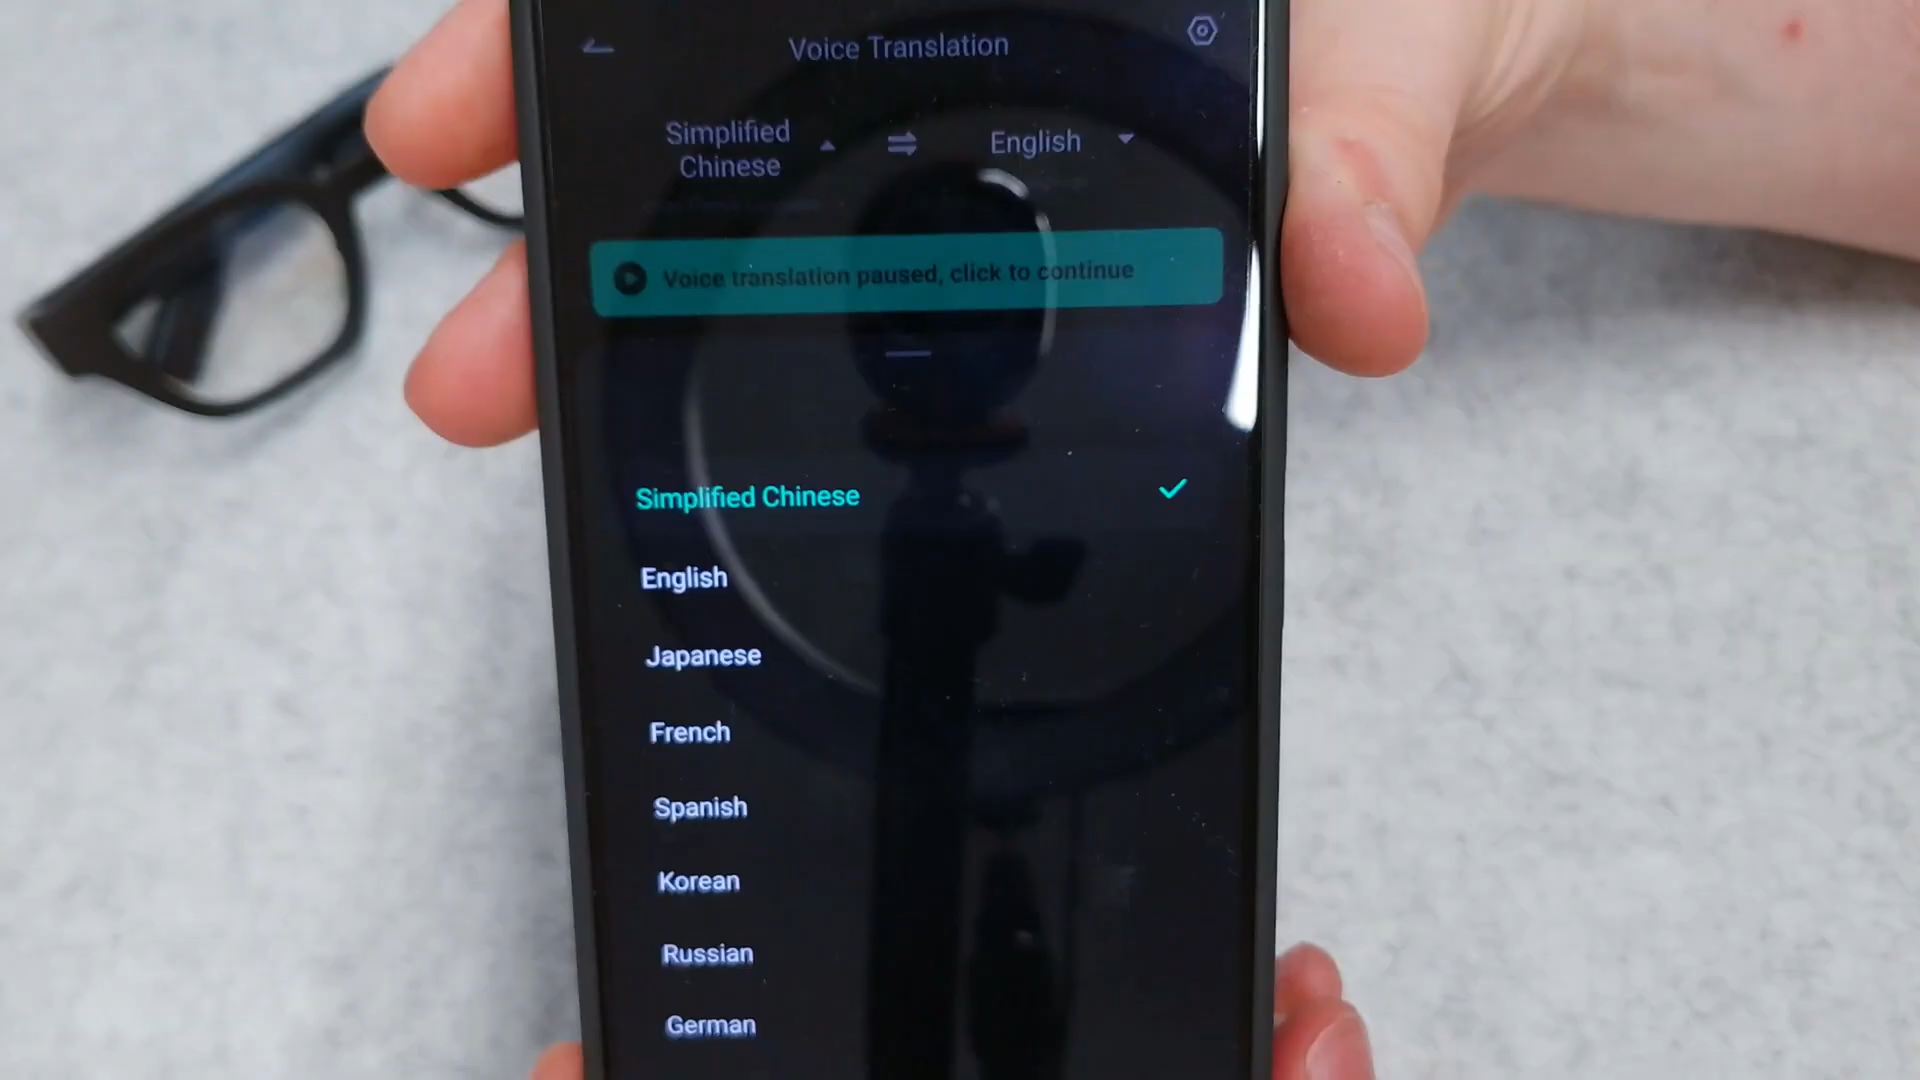 Voice Translation
Simplified
Chinese
English
Voice translation paused, click to continue
Simplified Chinese
English
Japanese
French
Spanish
Korean
Russian
German